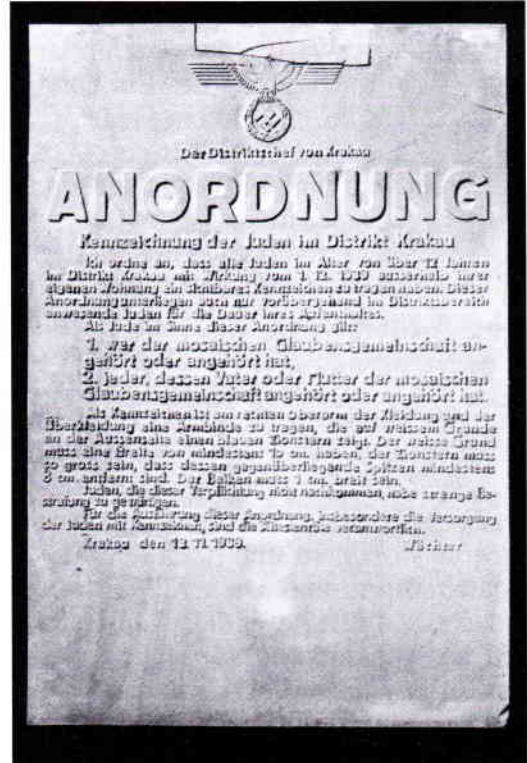 Der Distriktschef von Krakau
ANORDNUNG
Kennzeichnung der Juden im Distrikt Krakau
Ich ordne an, dass alle Juden im Alter von über 12 Jahren
im Distrikt Krakau mit Wirkung vom 1. 12. 1939 ausserhalb ihrer
eigenen Wohnung ein sichtbares Kennzeichen zu tragen haben. Dieser
Anordnung unterliegen auch nur vorübergehend im Distriktsbereich
anwesende Juden für die Dauer ihres Aufenthaltes.
Als Jude im Sinne dieser Anordnung gilt:
1. wer der mosaischen Glaubensgemeinschaft an-
gehört oder angehört hat,
2. jeder, dessen Vater oder Mutter der mosaischen
Glaubensgemeinschaft angehört oder angehört hat.
Als Kennzeichen ist am rechten Oberarm der Kleidung und der
Überkleidung eine Armbinde zu tragen, die auf weissem Grunde
an der Aussenseite einen blauen Zionstern zeigt. Der weisse Grund
muss eine Breite von mindestens 10 cm. haben, der Zionstern muss
so gross sein, dass dessen gegenüberliegende Spitzen mindestens
8 cm. entfernt sind. Der Balken muss 1 cm. breit sein.
Juden, die dieser Verpflichtung nicht nachkommen, habe strenge Be-
strafung zu gewärtigen.
Für die Ausführung dieser Anordnung, insbesondere die Versorgung
der Juden mit Kennzeichen, sind die Ältestenräte verantwortlich.
Krakau den 18. 11. 1939.
Wächter